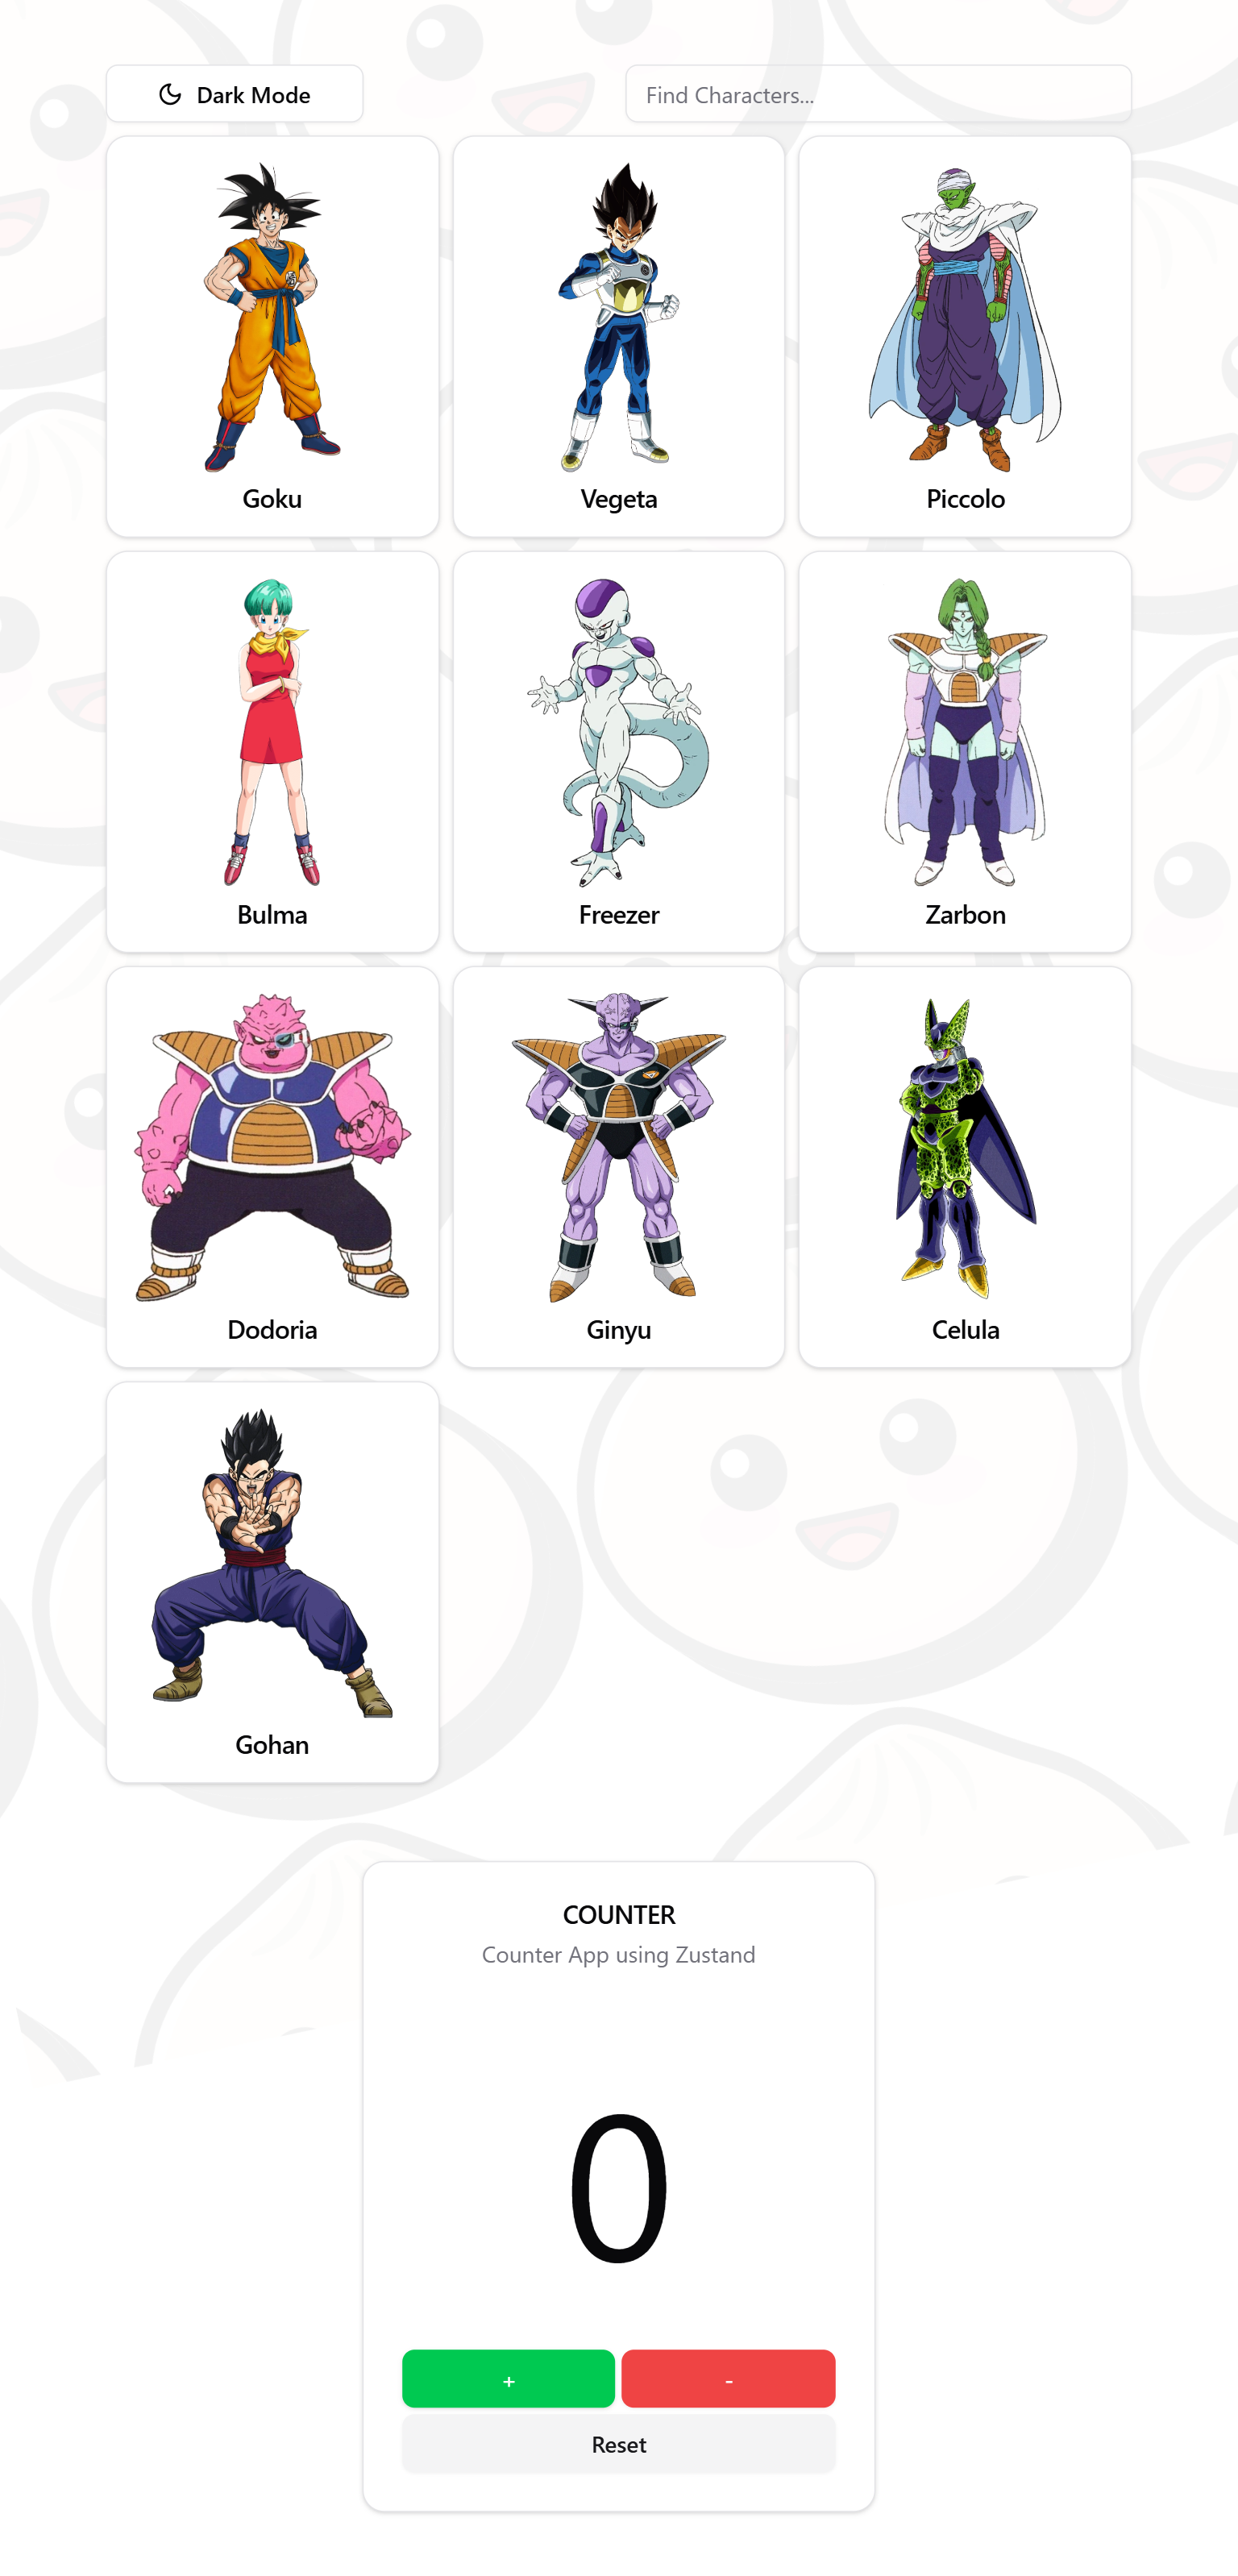 Dark Mode
Find Characters...
Goku
Vegeta
Piccolo
Bulma
Freezer
Zarbon
Dodoria
Ginyu
Celula
Gohan
COUNTER
Counter App using Zustand
0
+
-
Reset